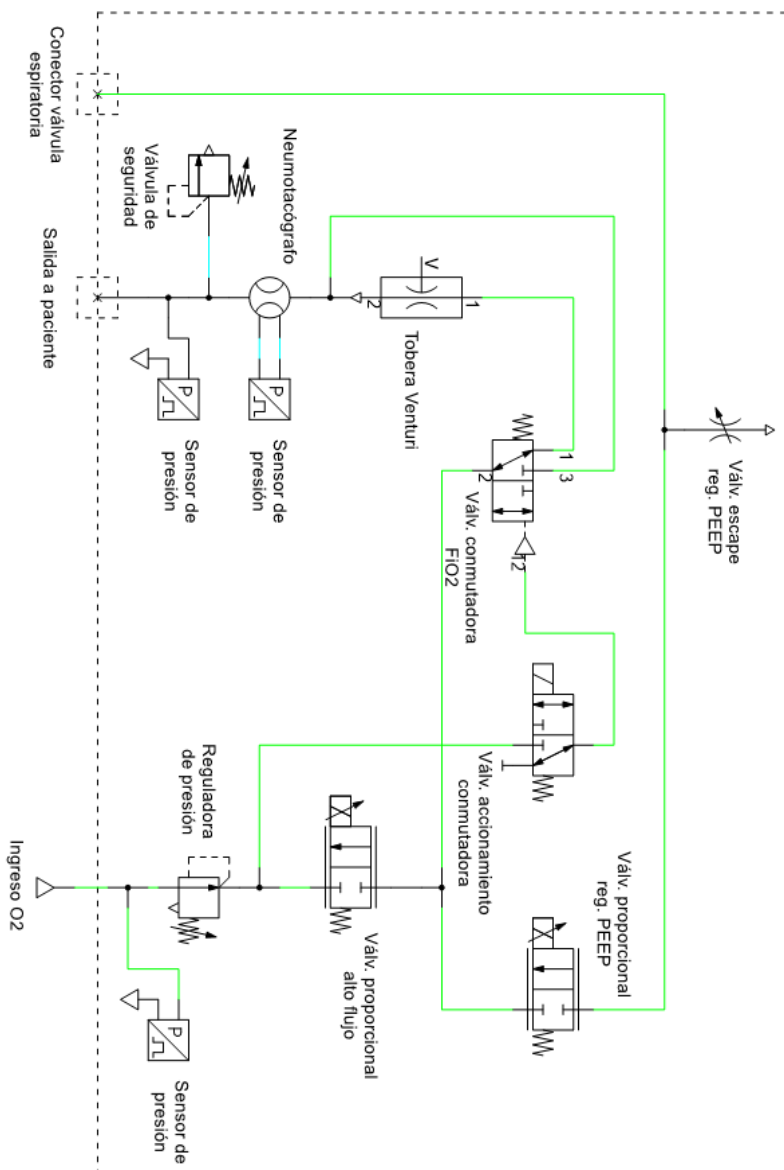 Conector válvula
espiratoria
Válvula de
seguridad
Neumotacógrafo
Salida a paciente
V
2
1
Tobera Venturi
P
Sensor de
presión
P
Sensor de
presión
1
3
2
12
Válv. conmutadora
FiO2
Válv. escape
reg. PEEP
Válv. accionamiento
conmutadora
Reguladora
de presión
Ingreso O2
Válv. proporcional
alto flujo
Válv. proporcional
reg. PEEP
P
Sensor de
presión